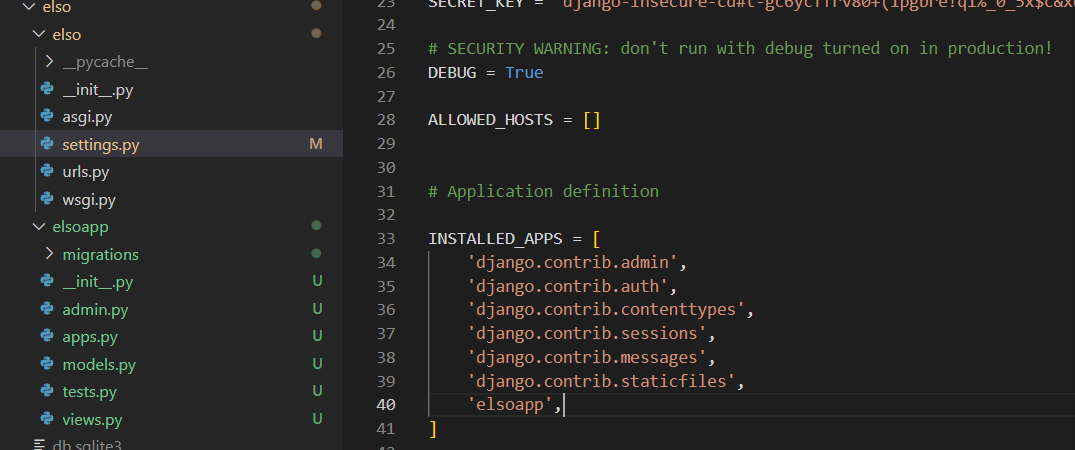 elso
elso
__pycache__
__init__.py
asgi.py
settings.py M
urls.py
wsgi.py
elsoapp
migrations
__init__.py U
admin.py U
apps.py U
models.py U
tests.py U
views.py U
db.sqlite3
23 SECRET_KEY =
24
25 # SECURITY WARNING: don't run with debug turned on in production!
26 DEBUG = True
27
28 ALLOWED_HOSTS = []
29
30
31 # Application definition
32
33 INSTALLED_APPS = [
34 'django.contrib.admin',
35 'django.contrib.auth',
36 'django.contrib.contenttypes',
37 'django.contrib.sessions',
38 'django.contrib.messages',
39 'django.contrib.staticfiles',
40 'elsoapp',
41 ]